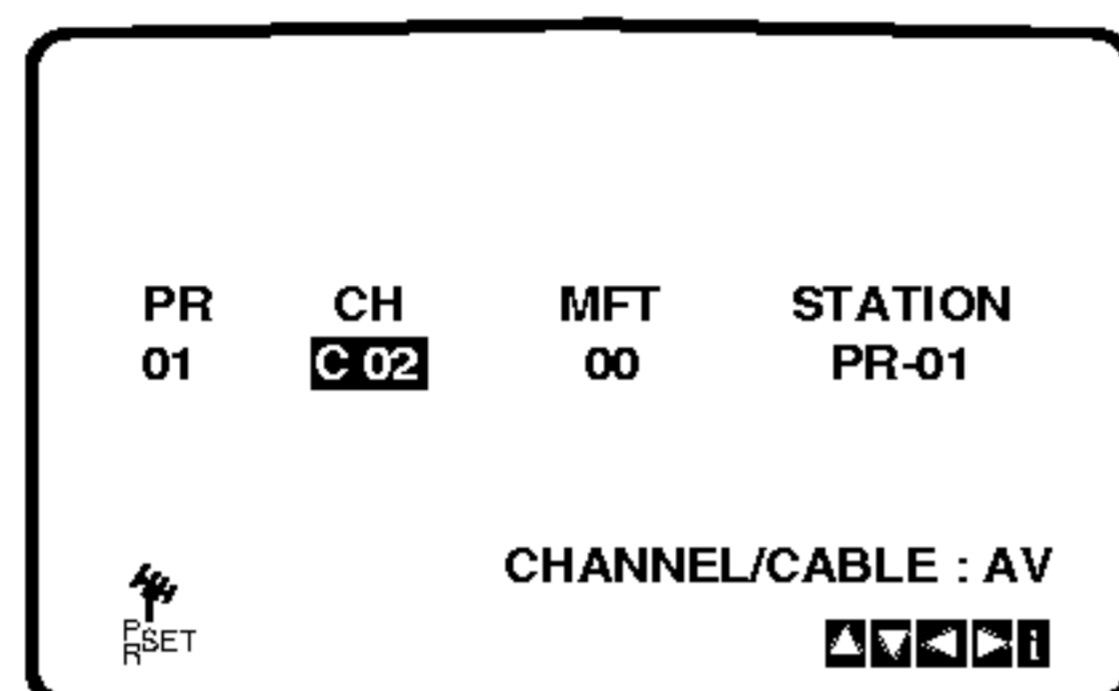 PR CH MFT STATION
01 C 02 00 PR-01
CHANNEL/CABLE : AV
PR SET
▲ ▼ ◀ ▶ i